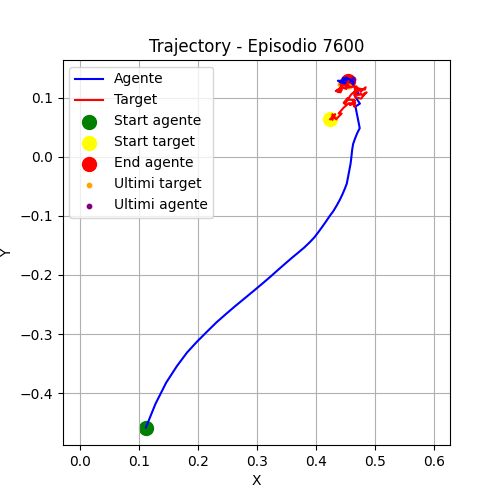 Trajectory - Episodio 7600
Agente
Target
Start agente
Start target
End agente
Ultimi target
Ultimi agente
0.1
0.0
−0.1
−0.2
−0.3
−0.4
Y
0.0 0.1 0.2 0.3 0.4 0.5 0.6
X